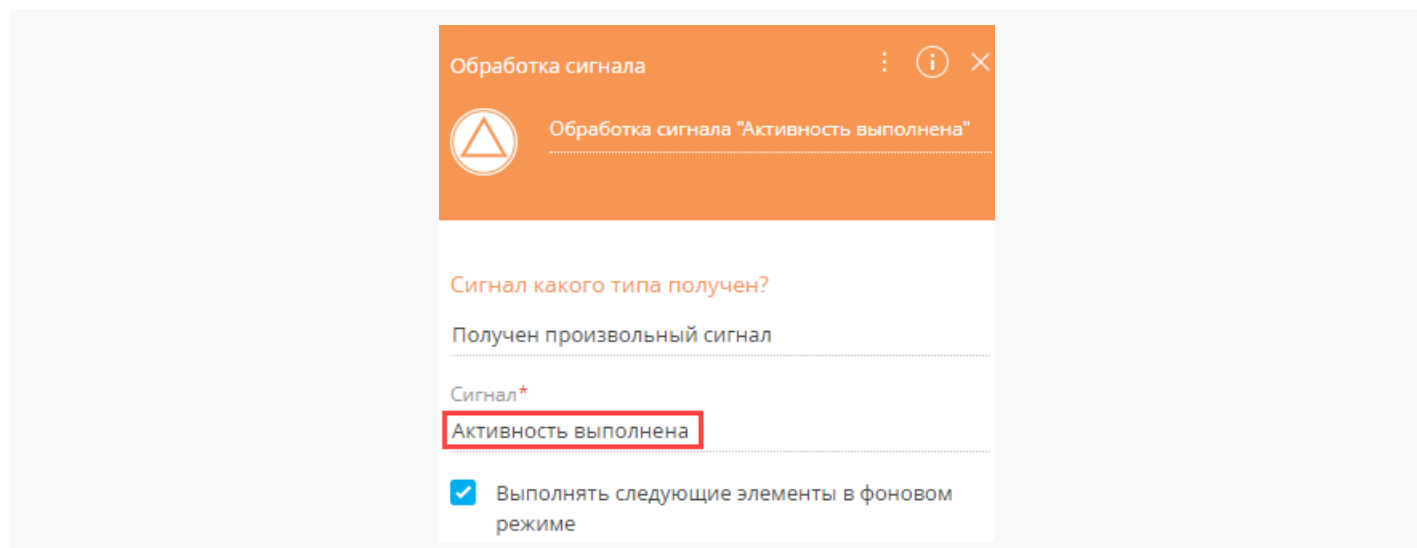 Обработка сигнала
Обработка сигнала "Активность выполнена"
Сигнал какого типа получен?
Получен произвольный сигнал
Сигнал*
Активность выполнена
Выполнять следующие элементы в фоновом
режиме